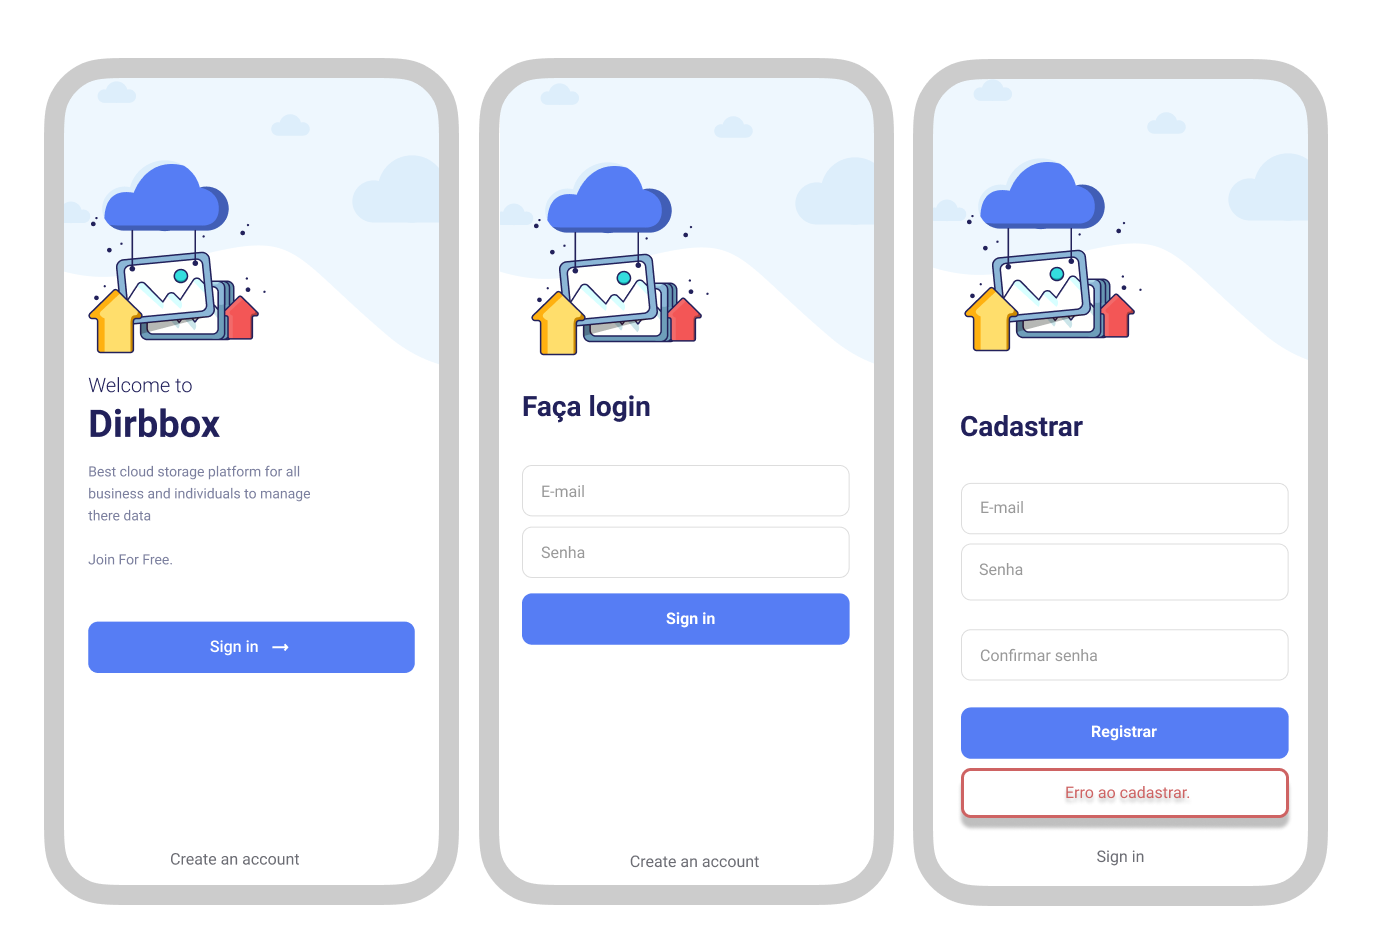 Welcome to
Dirbbox
Best cloud storage platform for all
business and individuals to manage
there data
Join For Free.
Sign in →
Create an account
Faça login
E-mail
Senha
Sign in
Create an account
Cadastrar
E-mail
Senha
Confirmar senha
Registrar
Erro ao cadastrar.
Sign in